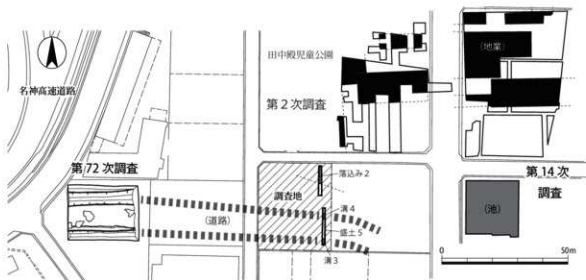 田中殿児童公園
(地業)
名神高速道路
第2次調査
第72次調査
第14次
調査
落込み2
調査地
(道路)
溝4
盛土5
(池)
溝3
0
50m